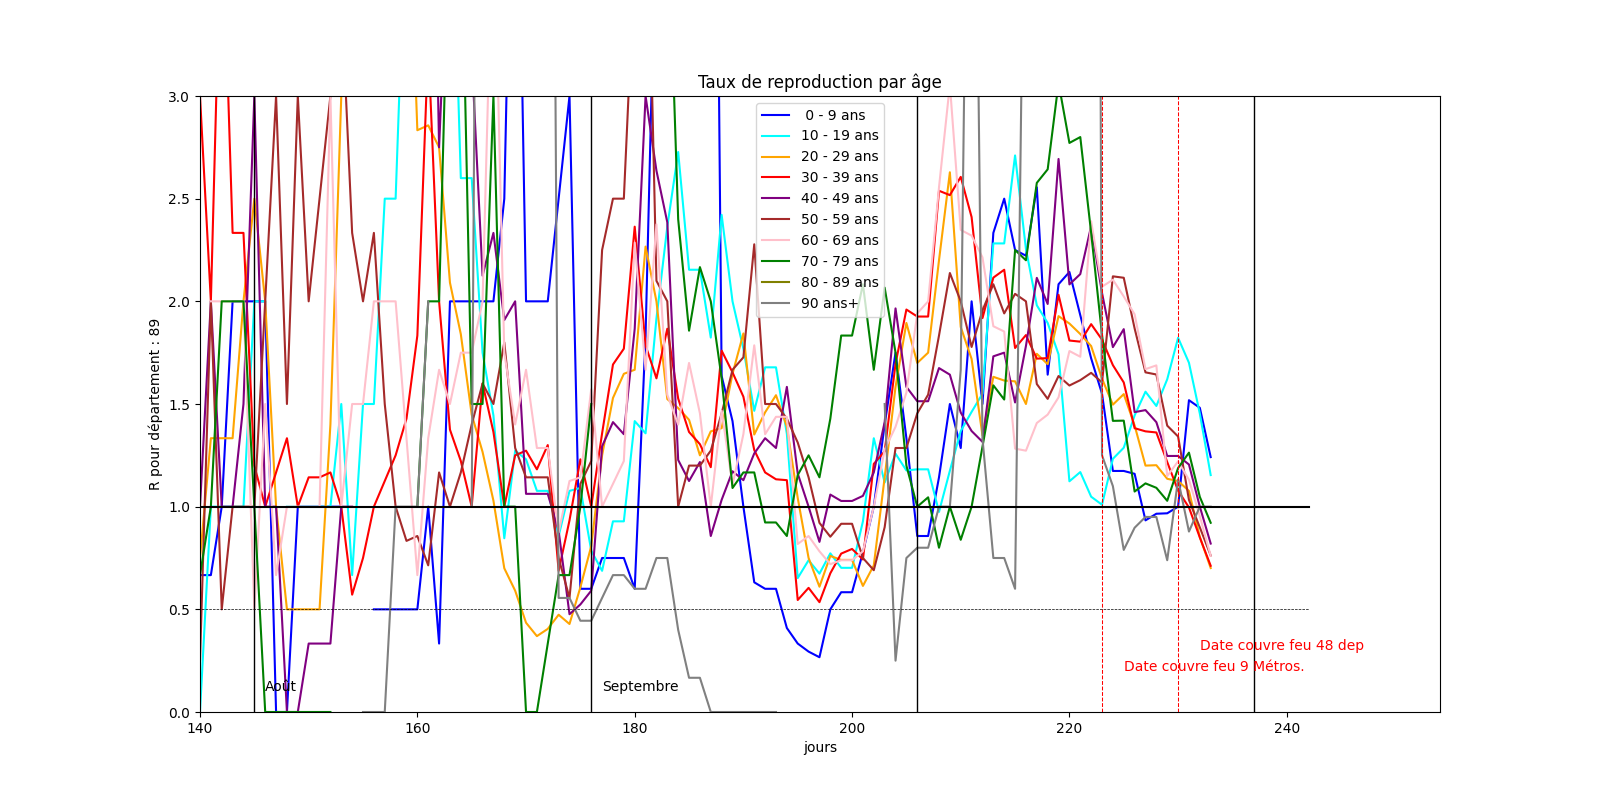 Taux de reproduction par âge
R pour département : 89
3.0
2.5
2.0
1.5
1.0
0.5
0.0
0 - 9 ans
10 - 19 ans
20 - 29 ans
30 - 39 ans
40 - 49 ans
50 - 59 ans
60 - 69 ans
70 - 79 ans
80 - 89 ans
90 ans+
Date couvre feu 48 dep
Date couvre feu 9 Métros.
Août
Septembre
140
160
180
200
220
240
jours